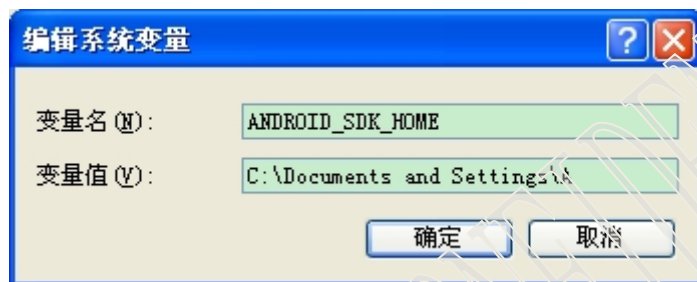 编辑系统变量
变量名(N):
ANDROID_SDK_HOME
变量值(V):
C:\Documents and Settings\A
确定
取消